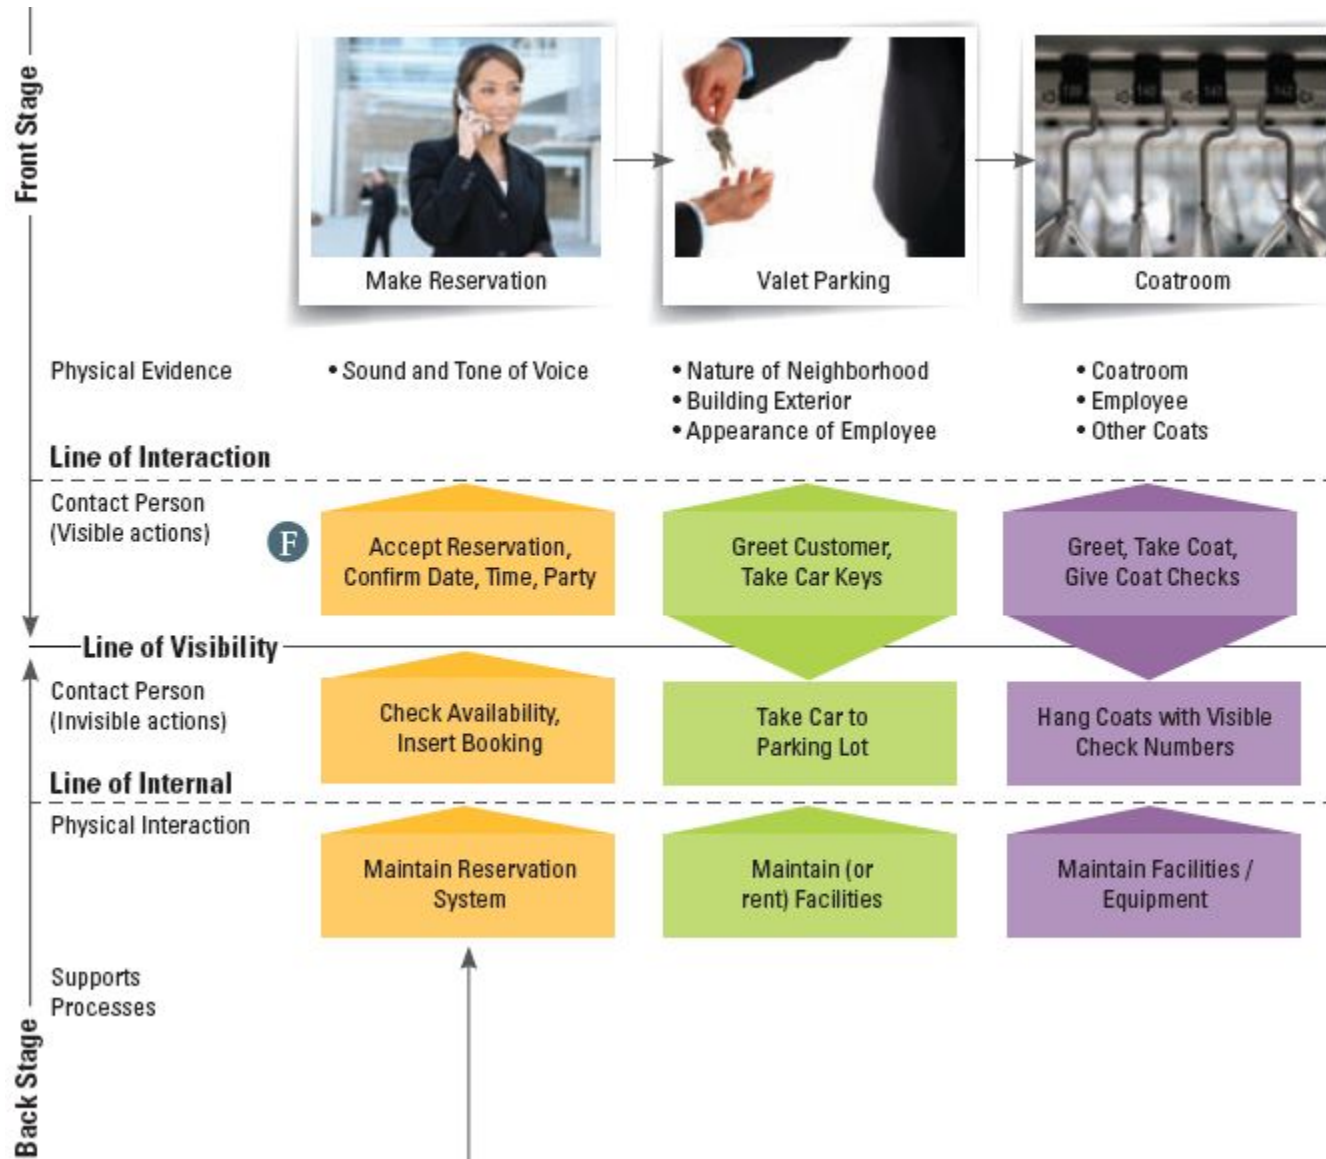 Front Stage
Make Reservation
Valet Parking
Coatroom
Physical Evidence
• Sound and Tone of Voice
• Nature of Neighborhood
• Building Exterior
• Appearance of Employee
• Coatroom
• Employee
• Other Coats
Line of Interaction
Contact Person
(Visible actions)
F
Accept Reservation,
Confirm Date, Time, Party
Greet Customer,
Take Car Keys
Greet, Take Coat,
Give Coat Checks
Line of Visibility
Contact Person
(Invisible actions)
Check Availability,
Insert Booking
Take Car to
Parking Lot
Hang Coats with Visible
Check Numbers
Line of Internal
Physical Interaction
Maintain Reservation
System
Maintain (or
rent) Facilities
Maintain Facilities /
Equipment
Supports
Processes
Back Stage